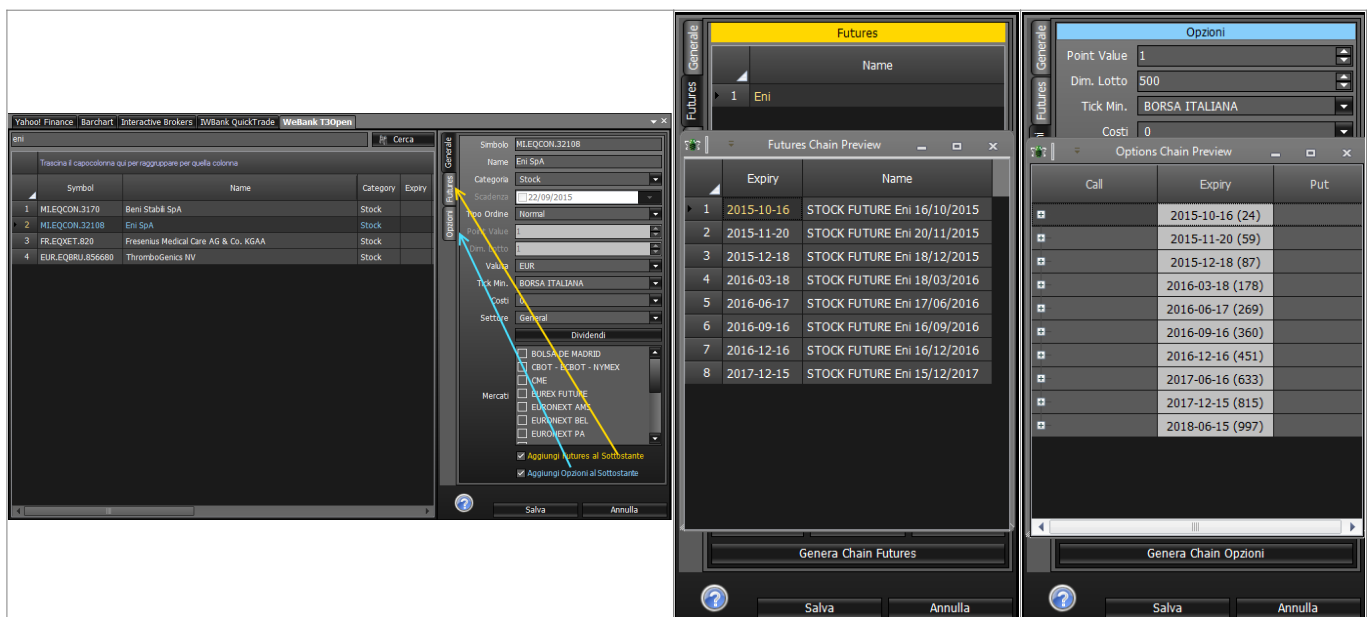 Yahoo! Finance Barchart Interactive Brokers IWBank QuickTrade WeBank T3Open
eni Cerca
Trascina il capocolonna qui per raggruppare per quella colonna
Symbol Name Category Expiry
1 MI.EQCON.3170 Beni Stabili SpA Stock
2 MI.EQCON.32108 Eni SpA Stock
3 FR.EQXET.820 Fresenius Medical Care AG & Co. KGAA Stock
4 EUR.EQBRU.856680 ThromboGenics NV Stock
Generale
Futures
Opzioni
Simbolo MI.EQCON.32108
Name Eni SpA
Categoria Stock
Scadenza 22/09/2015
Tipo Ordine Normal
Point Value 1
Dim. Lotto 1
Valuta EUR
Tick Min. BORSA ITALIANA
Costi 0
Settore General
Dividendi
Mercati
BOLSA DE MADRID
CBOT - ECBOT - NYMEX
CME
EUREX FUTURE
EURONEXT AMS
EURONEXT BEL
EURONEXT PA
Aggiungi Futures al Sottostante
Aggiungi Opzioni al Sottostante
Salva Annulla
Generale
Futures
Futures
Name
1 Eni
Futures Chain Preview
Expiry Name
1 2015-10-16 STOCK FUTURE Eni 16/10/2015
2 2015-11-20 STOCK FUTURE Eni 20/11/2015
3 2015-12-18 STOCK FUTURE Eni 18/12/2015
4 2016-03-18 STOCK FUTURE Eni 18/03/2016
5 2016-06-17 STOCK FUTURE Eni 17/06/2016
6 2016-09-16 STOCK FUTURE Eni 16/09/2016
7 2016-12-16 STOCK FUTURE Eni 16/12/2016
8 2017-12-15 STOCK FUTURE Eni 15/12/2017
Genera Chain Futures
Salva Annulla
Generale
Futures
Opzioni
Point Value 1
Dim. Lotto 500
Tick Min. BORSA ITALIANA
Costi 0
Options Chain Preview
Call Expiry Put
2015-10-16 (24)
2015-11-20 (59)
2015-12-18 (87)
2016-03-18 (178)
2016-06-17 (269)
2016-09-16 (360)
2016-12-16 (451)
2017-06-16 (633)
2017-12-15 (815)
2018-06-15 (997)
Genera Chain Opzioni
Salva Annulla